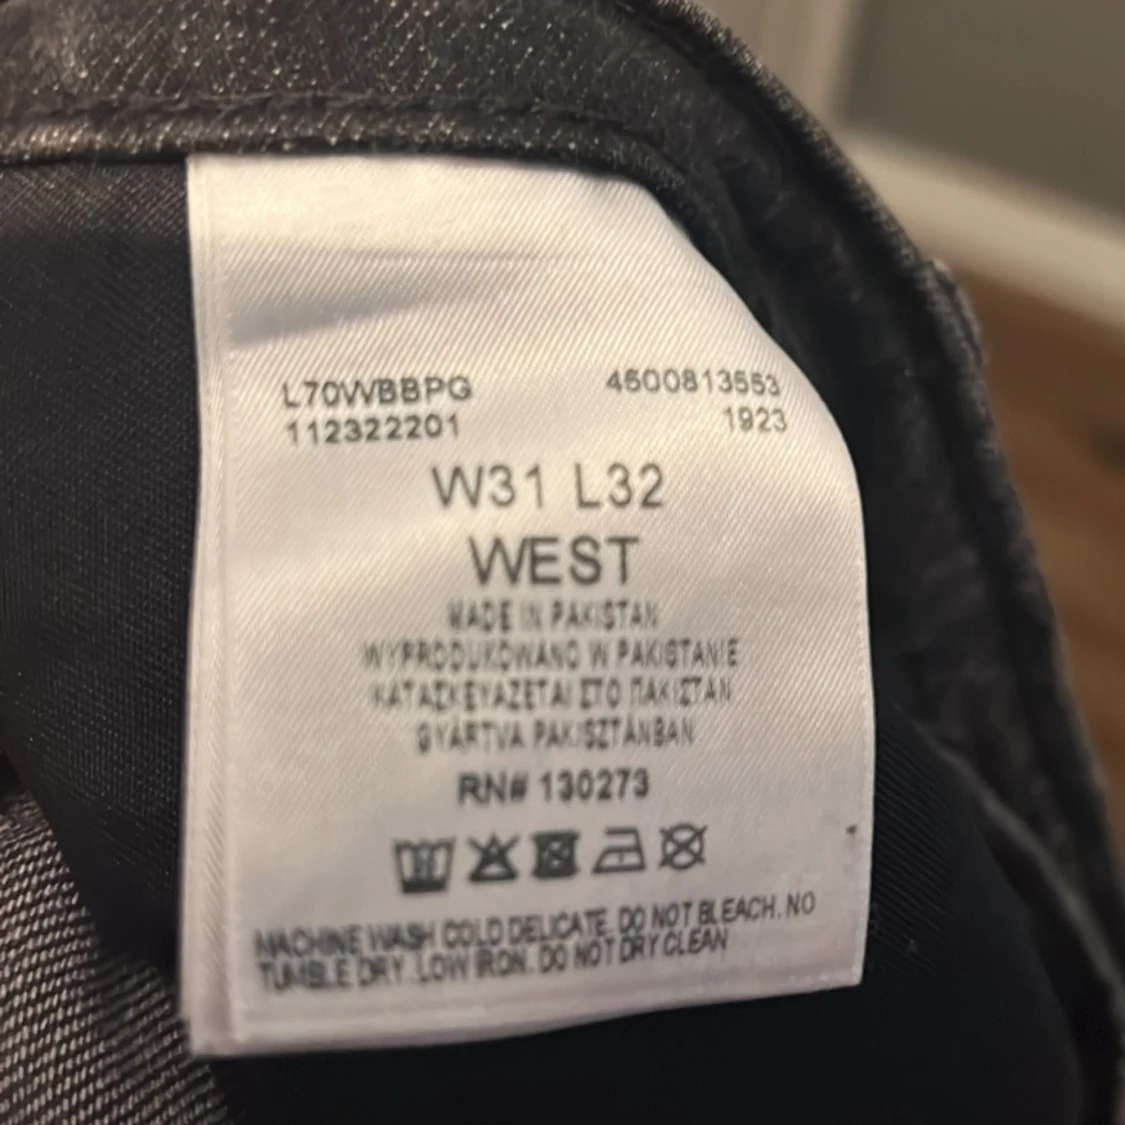 L70WBBPG 4500813553
112322201 1923
W31 L32
WEST
MADE IN PAKISTAN
WYPRODUKOWANO W PAKISTANIE
ΚΑΤΑΣΚΕΥΑΖΕΤΑΙ ΣΤΟ ΠΑΚΙΣΤΑΝ
GYÁRTVA PAKISZTÁNBAN
RN# 130273
MACHINE WASH COLD DELICATE. DO NOT BLEACH. NO
TUMBLE DRY. LOW IRON. DO NOT DRY CLEAN